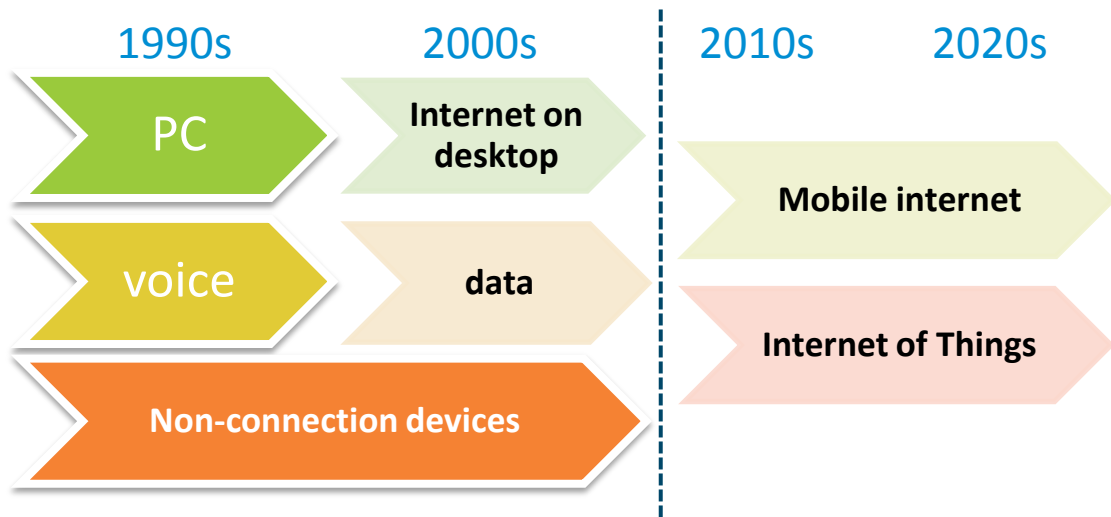 1990s
2000s
2010s
2020s
PC
Internet on
desktop
Mobile internet
voice
data
Internet of Things
Non-connection devices